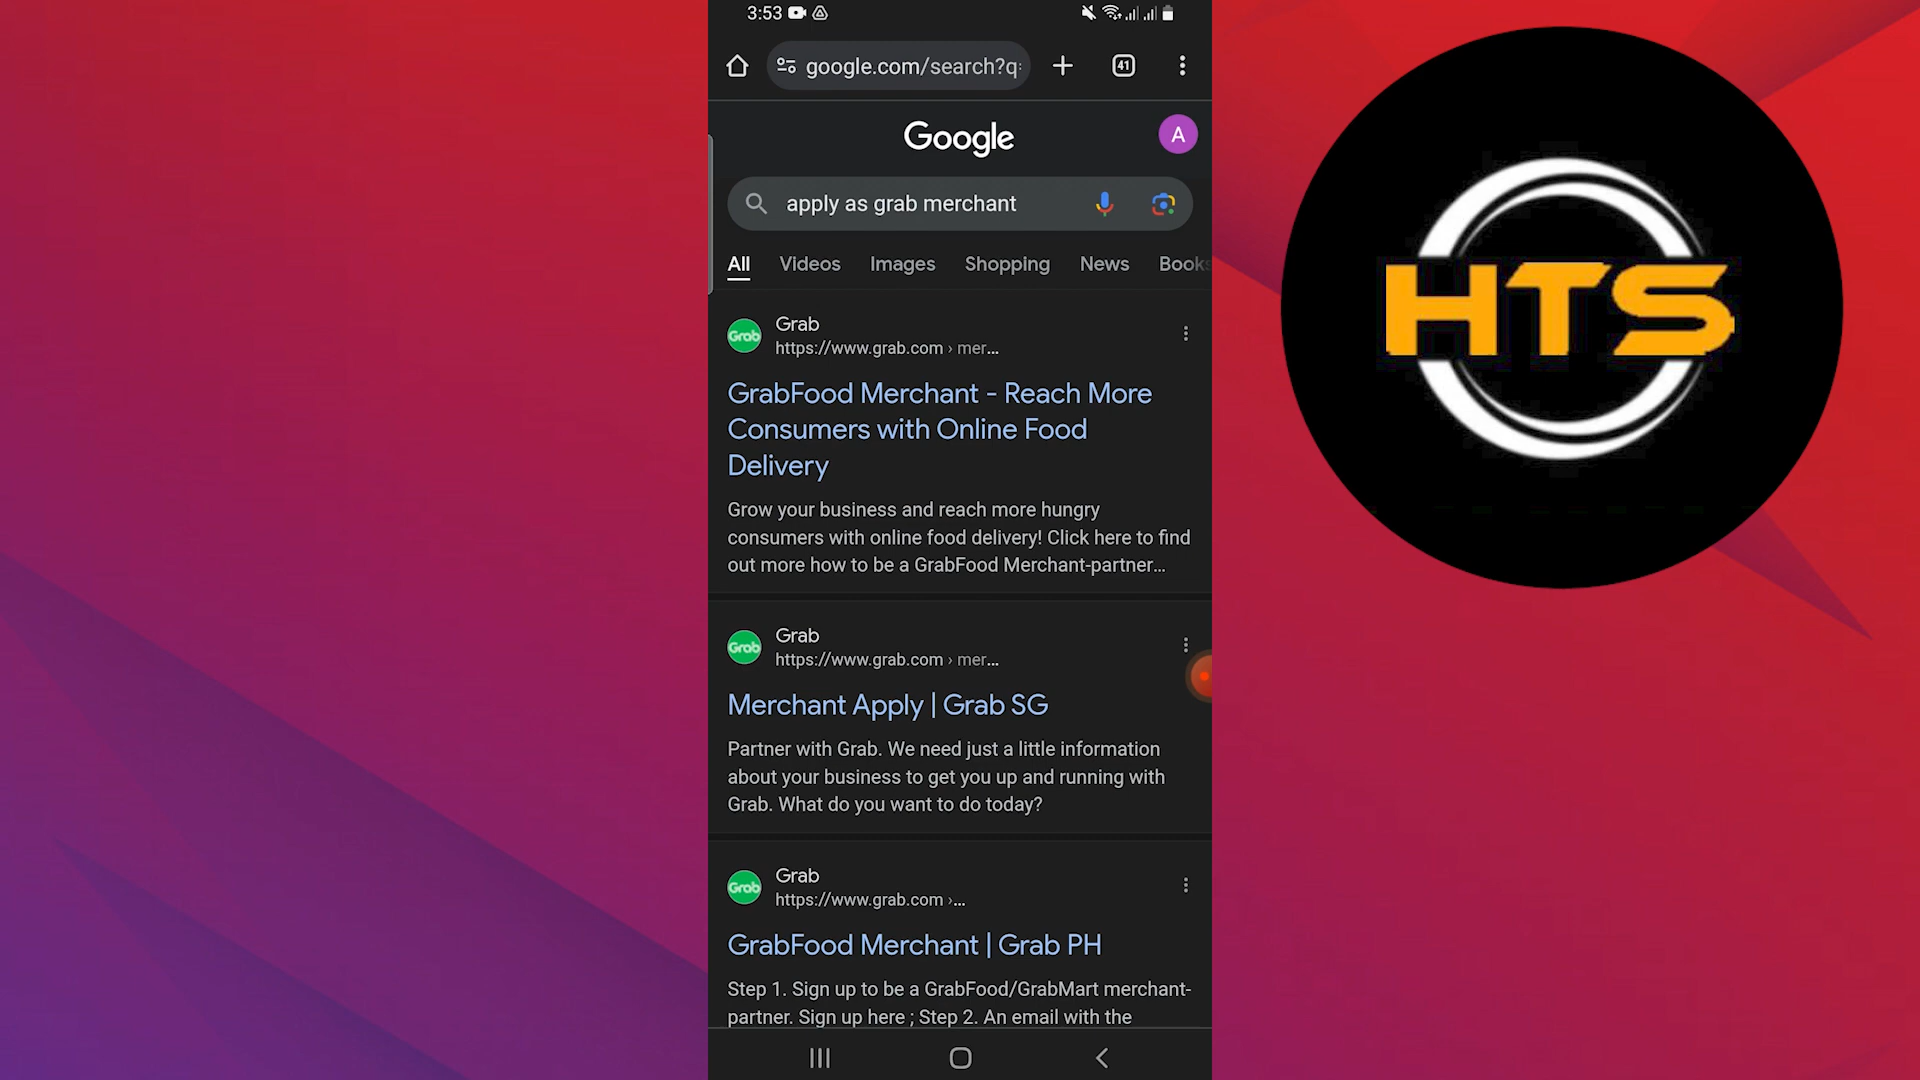 3:53
google.com/search?q
41
Google
A
apply as grab merchant
All Videos Images Shopping News Books
Grab
Grab
https://www.grab.com › mer...
GrabFood Merchant - Reach More
Consumers with Online Food
Delivery
Grow your business and reach more hungry
consumers with online food delivery! Click here to find
out more how to be a GrabFood Merchant-partner...
Grab
Grab
https://www.grab.com › mer...
Merchant Apply | Grab SG
Partner with Grab. We need just a little information
about your business to get you up and running with
Grab. What do you want to do today?
Grab
Grab
https://www.grab.com ›...
GrabFood Merchant | Grab PH
Step 1. Sign up to be a GrabFood/GrabMart merchant-
partner. Sign up here ; Step 2. An email with the
HTS